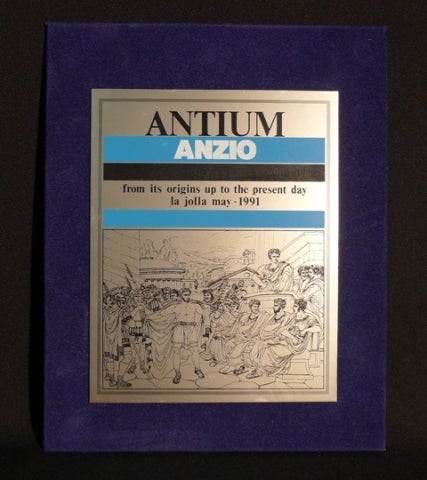 ANTIUM
ANZIO
from its origins up to the present day
la jolla may · 1991